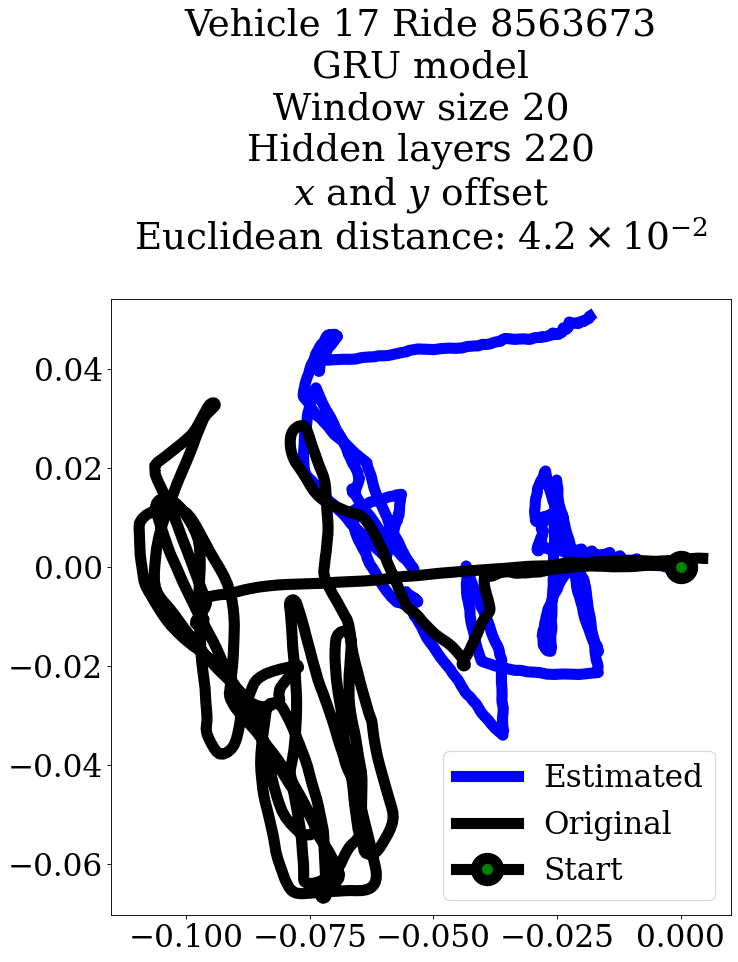 Vehicle 17 Ride 8563673
GRU model
Window size 20
Hidden layers 220
x and y offset
Euclidean distance: 4.2 × 10⁻²
0.04
0.02
0.00
−0.02
−0.04
−0.06
Estimated
Original
Start
−0.100 −0.075 −0.050 −0.025 0.000